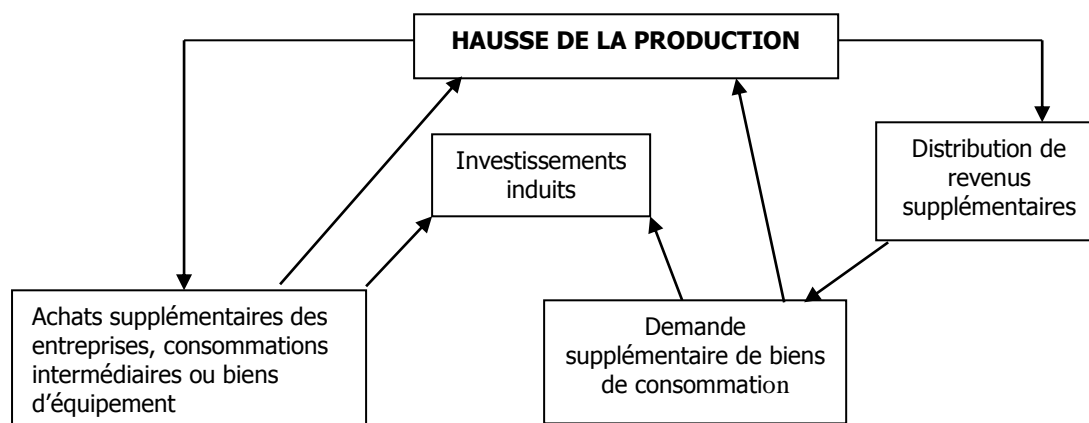 HAUSSE DE LA PRODUCTION
Investissements
induits
Distribution de
revenus
supplémentaires
Achats supplémentaires des
entreprises, consommations
intermédiaires ou biens
d’équipement
Demande
supplémentaire de biens
de consommation